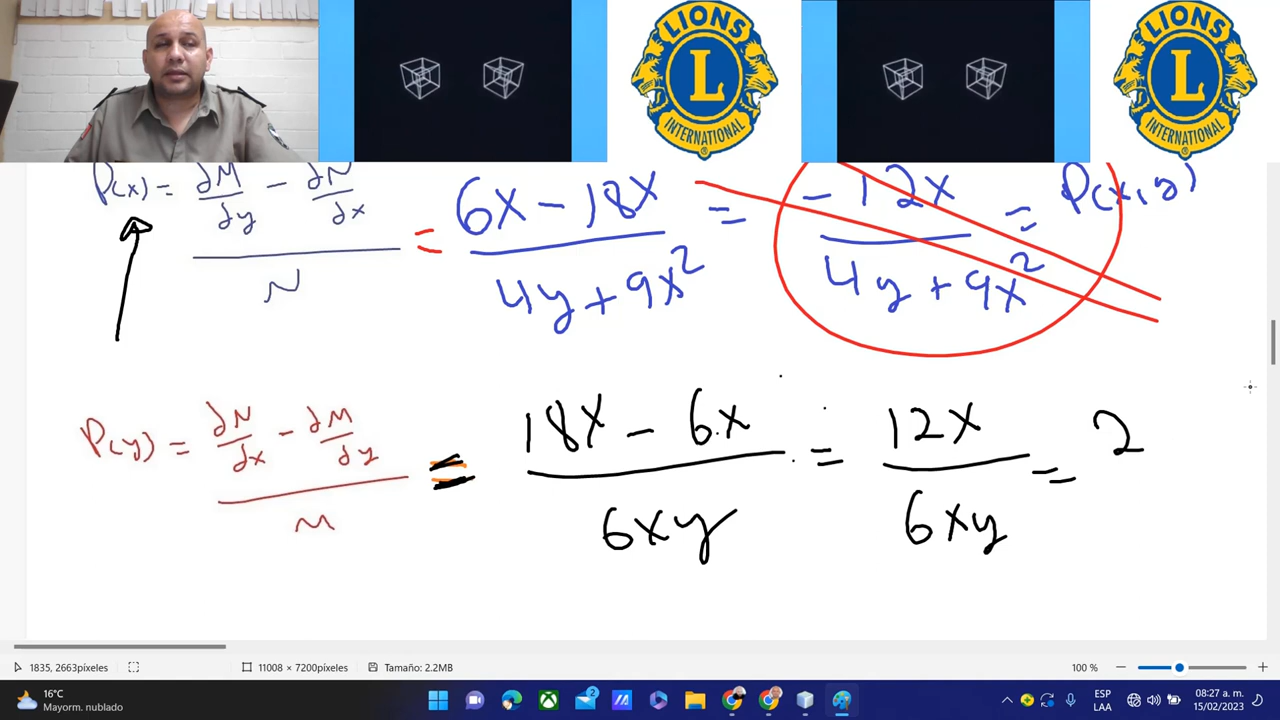 LIONS
L
INTERNATIONAL
®
LIONS
L
INTERNATIONAL
®
P(x) = ∂M/∂y - ∂N/∂x / N = 6x - 18x / 4y + 9x² = - 12x / 4y + 9x² = P(x,y)
P(y) = ∂N/∂x - ∂M/∂y / M = 18x - 6x / 6xy = 12x / 6xy = 2
1835, 2663píxeles
11008 × 7200píxeles
Tamaño: 2.2MB
100 %
16°C
Mayorm. nublado
2
ESP
LAA
08:27 a. m.
15/02/2023